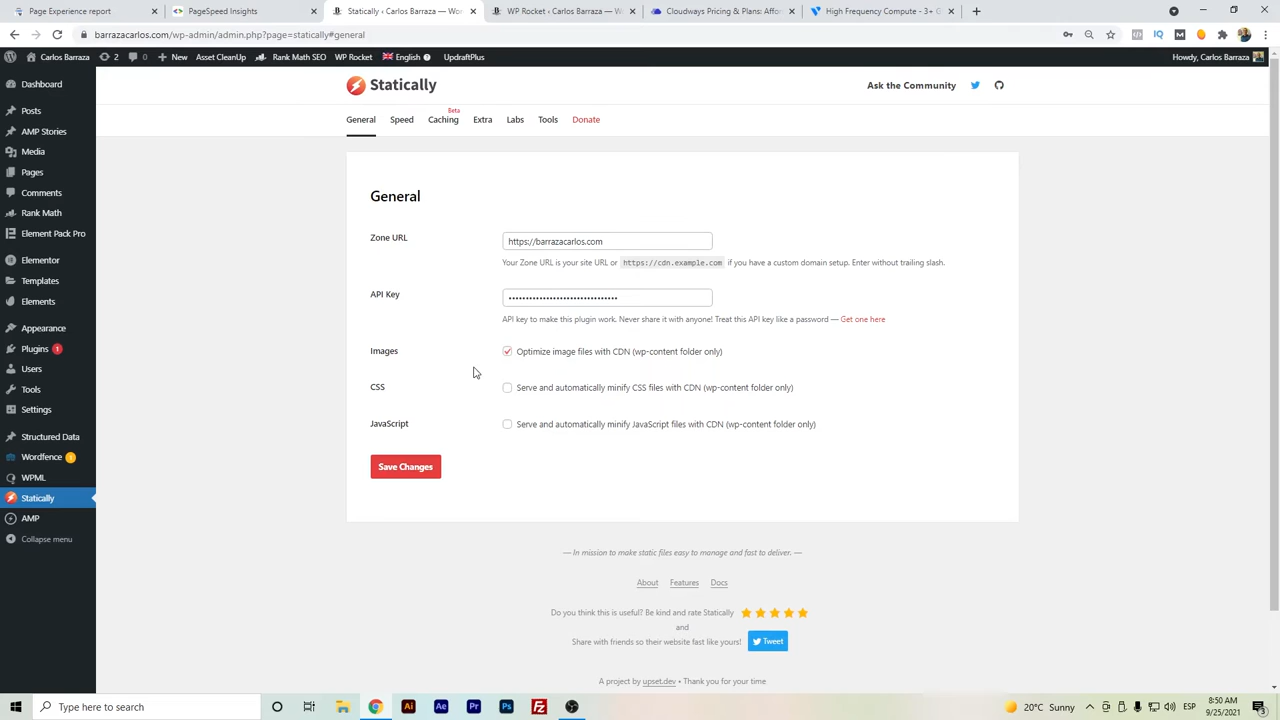 Page Experience report
PageSpeed Insights
Statically ‹ Carlos Barraza — Wor
WP Rocket ‹ Carlos Barraza — W
Cloudways Pricing & Plans: Affor
High Frequency Compute - + G
barrazacarlos.com/wp-admin/admin.php?page=statically#general
Carlos Barraza
2
0
New
Asset CleanUp
Rank Math SEO
WP Rocket
English
UpdraftPlus
Howdy, Carlos Barraza
Statically
Ask the Community
General
Speed
Caching
Beta
Extra
Labs
Tools
Donate
Dashboard
Posts
AMP Stories
Media
Pages
Comments
Rank Math
Element Pack Pro
Elementor
Templates
Elements
Appearance
Plugins 1
Users
Tools
Settings
Structured Data
Wordfence
WPML
Statically
AMP
Collapse menu
General
Zone URL
https://barrazacarlos.com
Your Zone URL is your site URL or https://cdn.example.com if you have a custom domain setup. Enter without trailing slash.
API Key
API key to make this plugin work. Never share it with anyone! Treat this API key like a password — Get one here
Images
Optimize image files with CDN (wp-content folder only)
CSS
Serve and automatically minify CSS files with CDN (wp-content folder only)
JavaScript
Serve and automatically minify JavaScript files with CDN (wp-content folder only)
Save Changes
— In mission to make static files easy to manage and fast to deliver. —
About
Features
Docs
Do you think this is useful? Be kind and rate Statically
and
Share with friends so their website fast like yours!
Tweet
A project by upset.dev • Thank you for your time
Type here to search
Ai
Ae
Pr
Ps
Fz
20°C Sunny
ESP
8:50 AM
9/25/2021